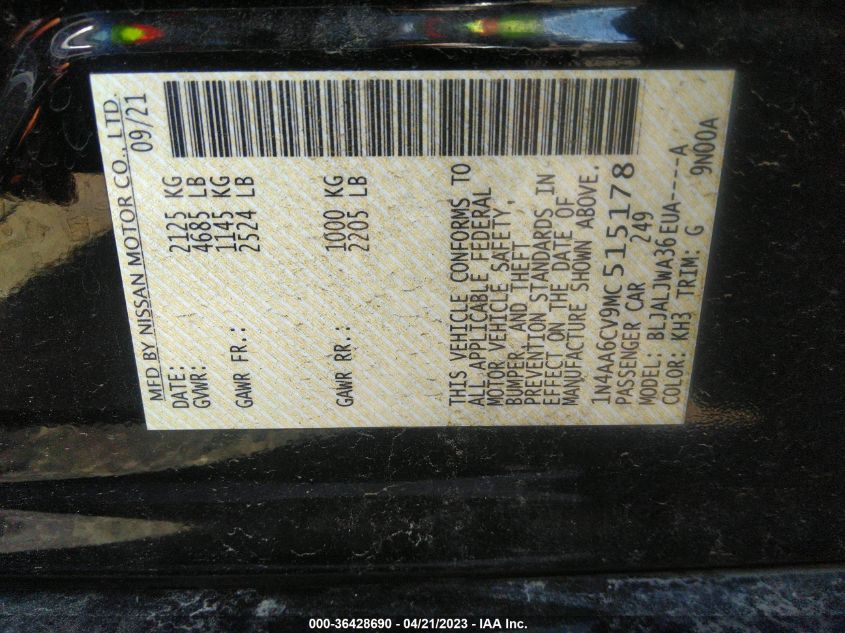 MFD BY NISSAN MOTOR CO., LTD.
DATE: 09/21
GVWR: 2125 KG
4685 LB
GAWR FR.: 1145 KG
2524 LB
GAWR RR.: 1000 KG
2205 LB
THIS VEHICLE CONFORMS TO
ALL APPLICABLE FEDERAL
MOTOR VEHICLE SAFETY,
BUMPER, AND THEFT
PREVENTION STANDARDS IN
EFFECT ON THE DATE OF
MANUFACTURE SHOWN ABOVE.
1N4AA6CV9MC515178
PASSENGER CAR 249
MODEL: BLJALJWA36EUA----A
COLOR: KH3 TRIM: G 9N00A
000-36428690 - 04/21/2023 - IAA Inc.